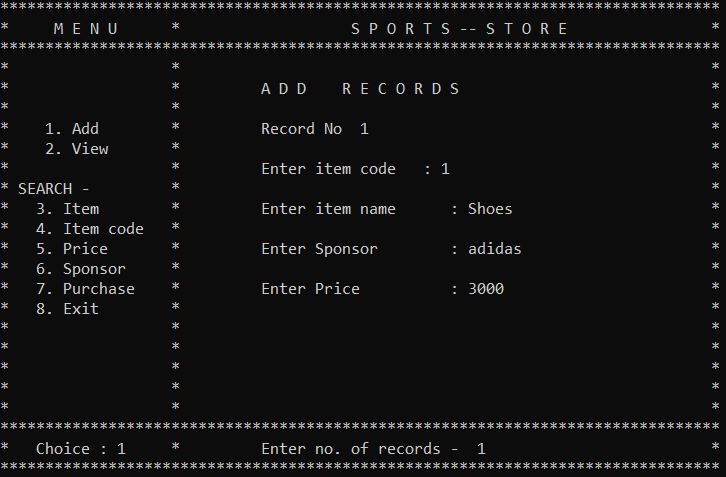 ********************************************************************************
*     M E N U      *                   S P O R T S -- S T O R E                *
********************************************************************************
*                  *                                                           *
*                  *         A D D    R E C O R D S                            *
*                  *                                                           *
*    1. Add        *         Record No  1                                      *
*    2. View       *                                                           *
*                  *         Enter item code   : 1                             *
* SEARCH -         *                                                           *
*   3. Item        *         Enter item name      : Shoes                      *
*   4. Item code   *                                                           *
*   5. Price       *         Enter Sponsor        : adidas                     *
*   6. Sponsor     *                                                           *
*   7. Purchase    *         Enter Price          : 3000                       *
*   8. Exit        *                                                           *
*                  *                                                           *
*                  *                                                           *
*                  *                                                           *
*                  *                                                           *
*                  *                                                           *
********************************************************************************
*   Choice : 1     *         Enter no. of records -  1                         *
********************************************************************************